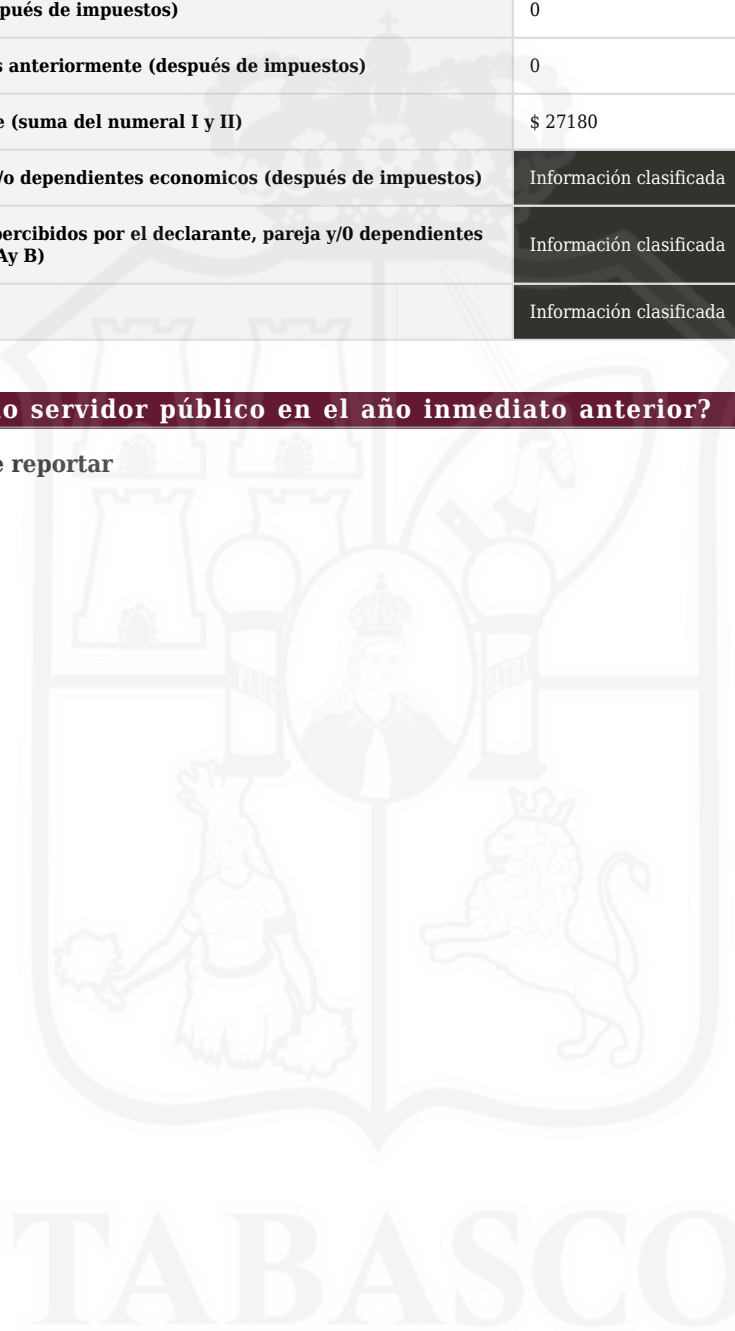 pués de impuestos) 0
s anteriormente (después de impuestos) 0
e (suma del numeral I y II) $ 27180
/o dependientes economicos (después de impuestos) Información clasificada
percibidos por el declarante, pareja y/0 dependientes
Ay B) Información clasificada
Información clasificada
o servidor público en el año inmediato anterior?
e reportar
PLUS ULTRA
TABASCO